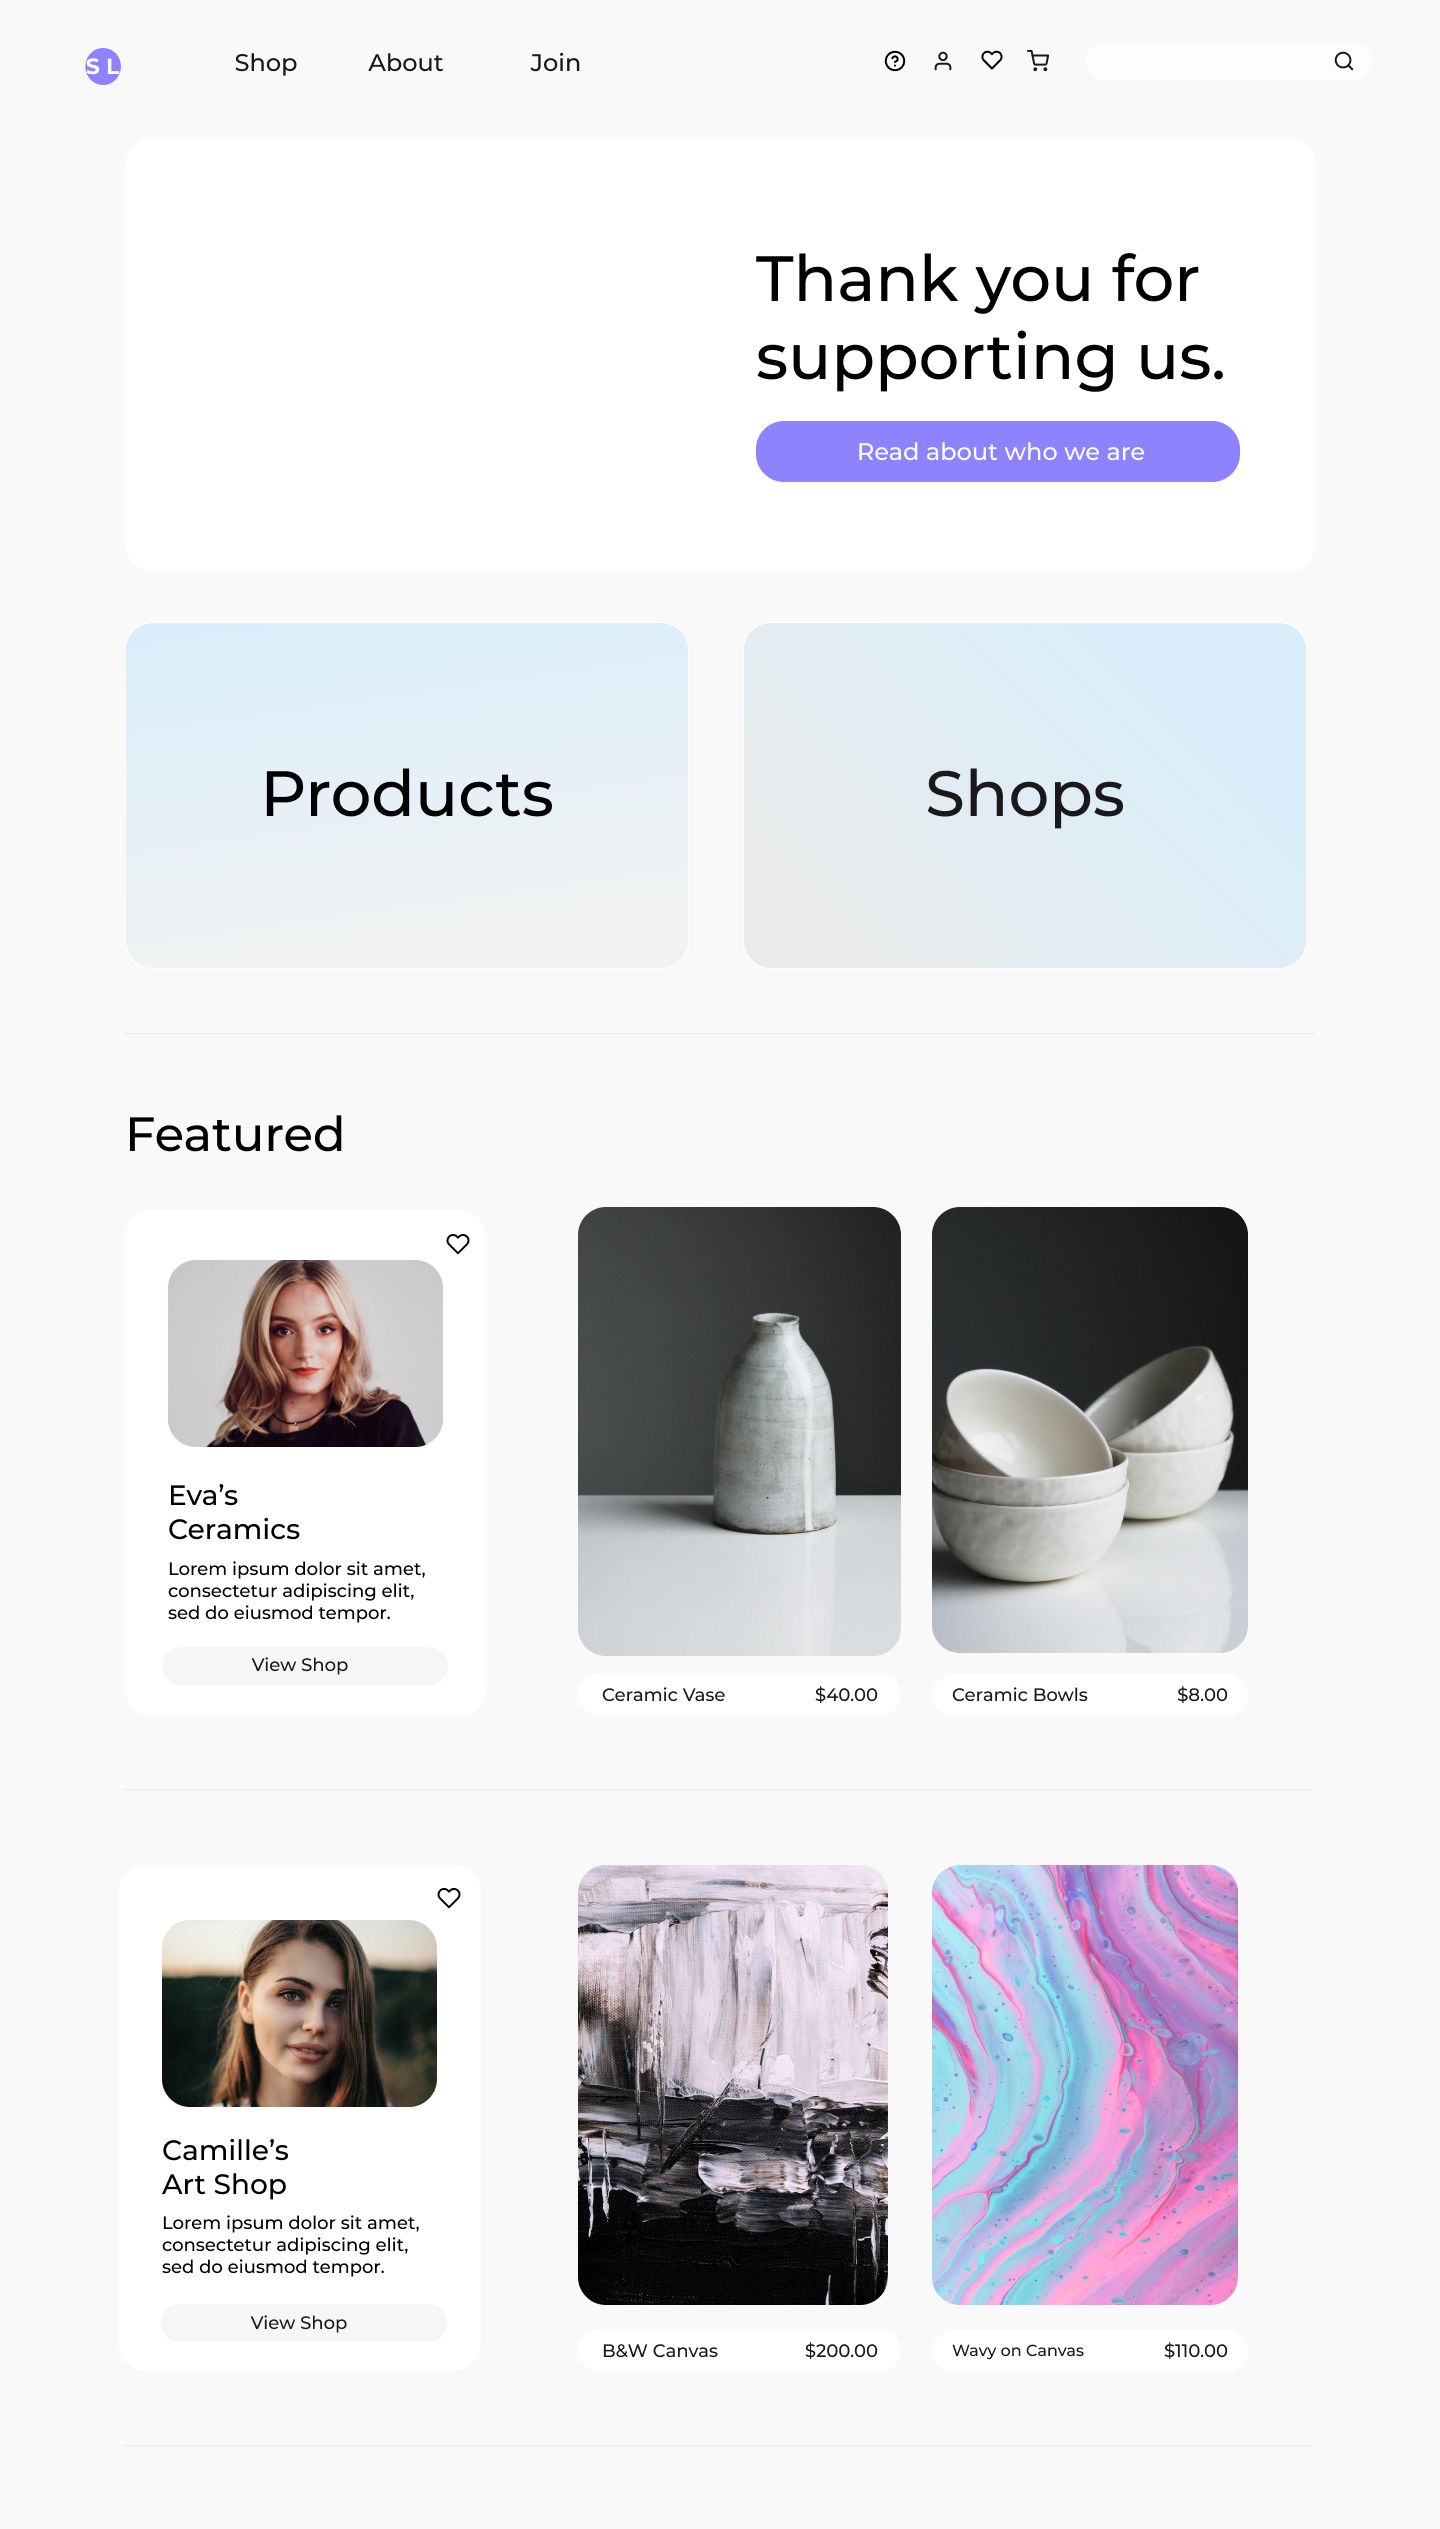 S L
Shop
About
Join
Thank you for
supporting us.
Read about who we are
Products
Shops
Featured
Eva’s
Ceramics
Lorem ipsum dolor sit amet,
consectetur adipiscing elit,
sed do eiusmod tempor.
View Shop
Ceramic Vase
$40.00
Ceramic Bowls
$8.00
Camille’s
Art Shop
Lorem ipsum dolor sit amet,
consectetur adipiscing elit,
sed do eiusmod tempor.
View Shop
B&W Canvas
$200.00
Wavy on Canvas
$110.00